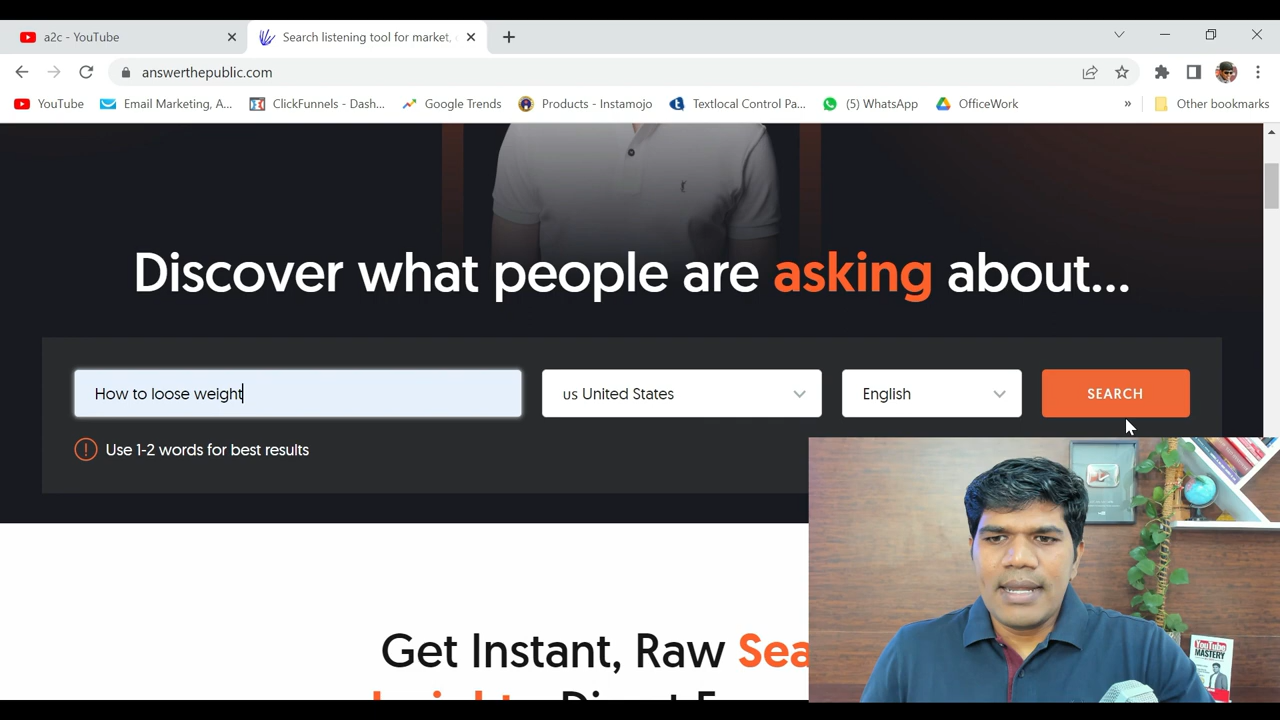 a2c - YouTube
Search listening tool for market,
answerthepublic.com
YouTube Email Marketing, A... ClickFunnels - Dash... Google Trends Products - Instamojo Textlocal Control Pa... (5) WhatsApp OfficeWork » Other bookmarks
Discover what people are asking about...
How to loose weight us United States English SEARCH
! Use 1-2 words for best results
Get Instant, Raw Sea
YouTube
MASTERY